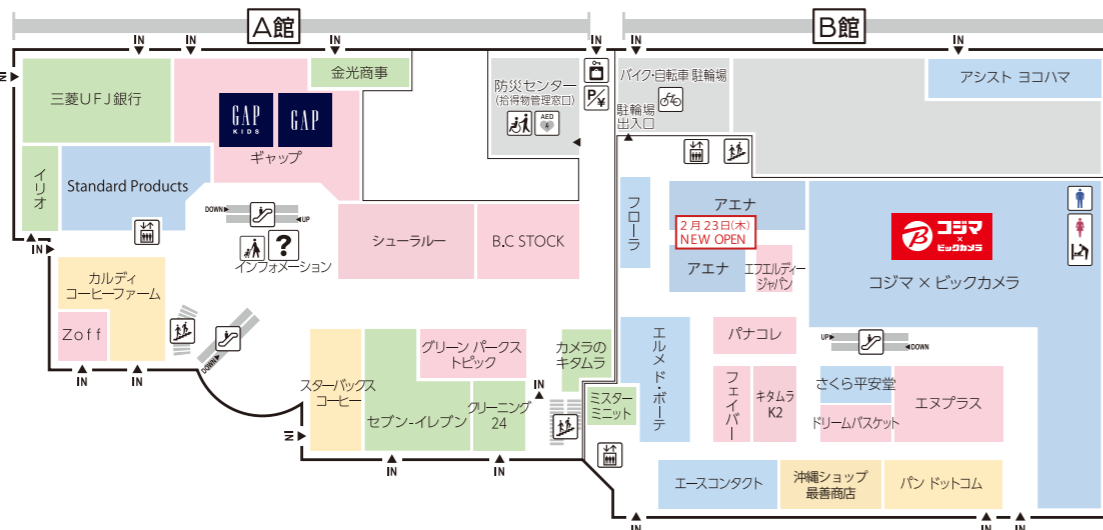 A館
B館
IN
IN
IN
IN
IN
IN
IN
三菱UFJ銀行
GAP
KIDS
GAP
ギャップ
金光商事
防災センター
(拾得物管理窓口)
AED
P/¥
バイク・自転車 駐輪場
駐輪場
出入口
アシスト ヨコハマ
イリオ
Standard Products
DOWN
UP
?
インフォメーション
シューラルー
B.C STOCK
フローラ
アエナ
2月23日(木)
NEW OPEN
アエナ
エフエルディー
ジャパン
コジマ
×
ビックカメラ
コジマ×ビックカメラ
IN
IN
カルディ
コーヒーファーム
Zoff
DOWN
IN
IN
スターバックス
コーヒー
セブン-イレブン
グリーン パークス
トピック
クリーニング
24
カメラの
キタムラ
ミスター
ミニット
IN
IN
IN
IN
エルメド・ボーテ
パナコレ
フェイバー
キタムラ
K2
UP
DOWN
さくら平安堂
ドリームバスケット
エヌプラス
エースコンタクト
沖縄ショップ
最善商店
パン ドットコム
IN
IN
IN